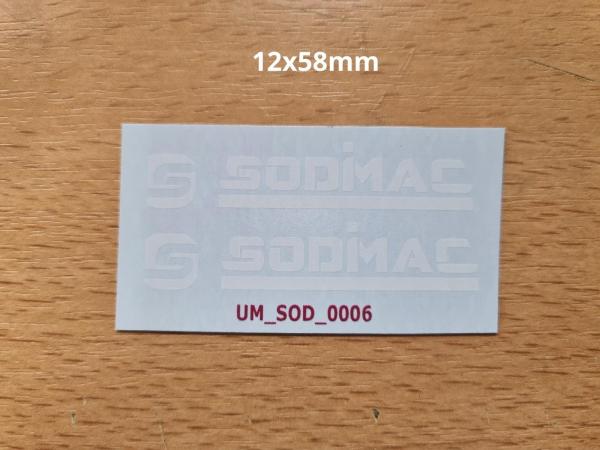 12x58mm
S SODIMAC
S SODIMAC
UM_SOD_0006